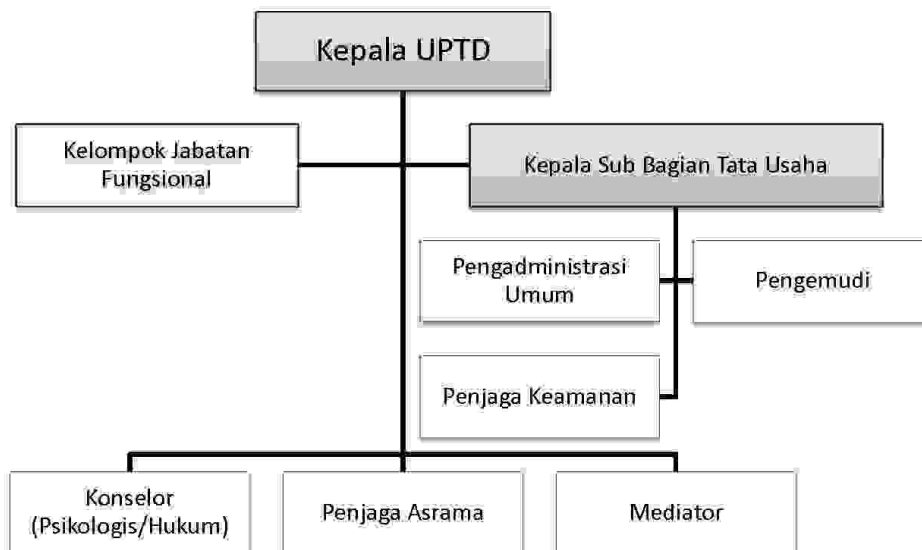 Kepala UPTD
Kelompok Jabatan
Fungsional
Kepala Sub Bagian Tata Usaha
Pengadministrasi
Umum
Pengemudi
Penjaga Keamanan
Konselor
(Psikologis/Hukum)
Penjaga Asrama
Mediator